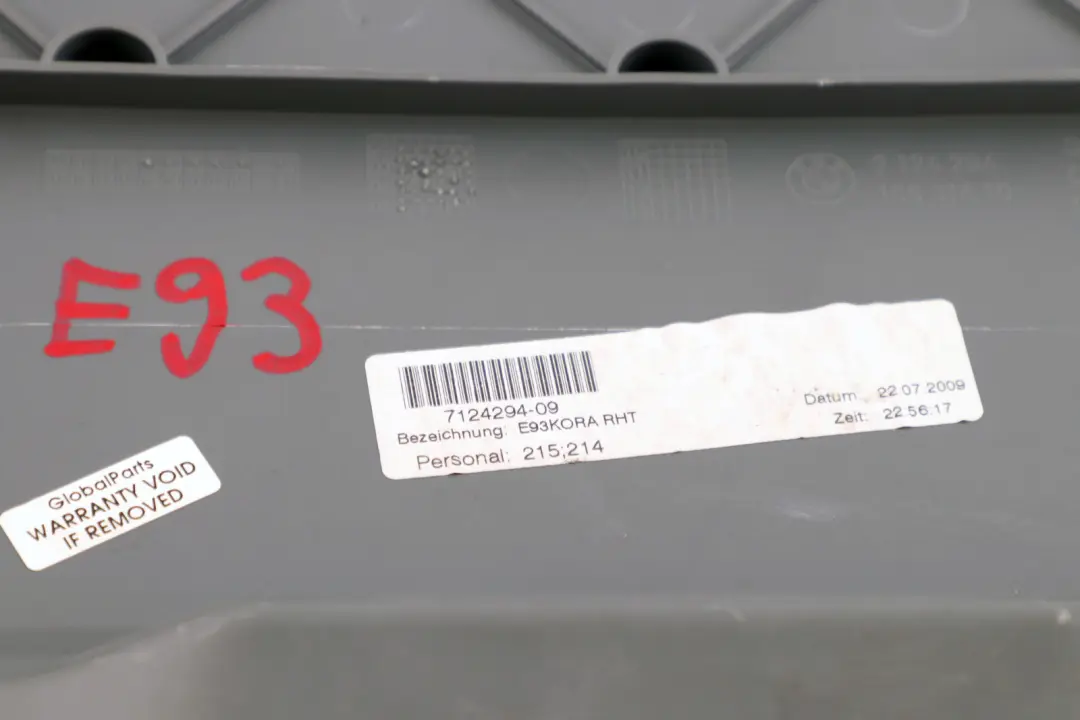 E93
7124294-09
Bezeichnung: E93KORA RHT
Personal: 215;214
Datum: 22.07.2009
Zeit: 22:56:17
GlobalParts
WARRANTY VOID
IF REMOVED